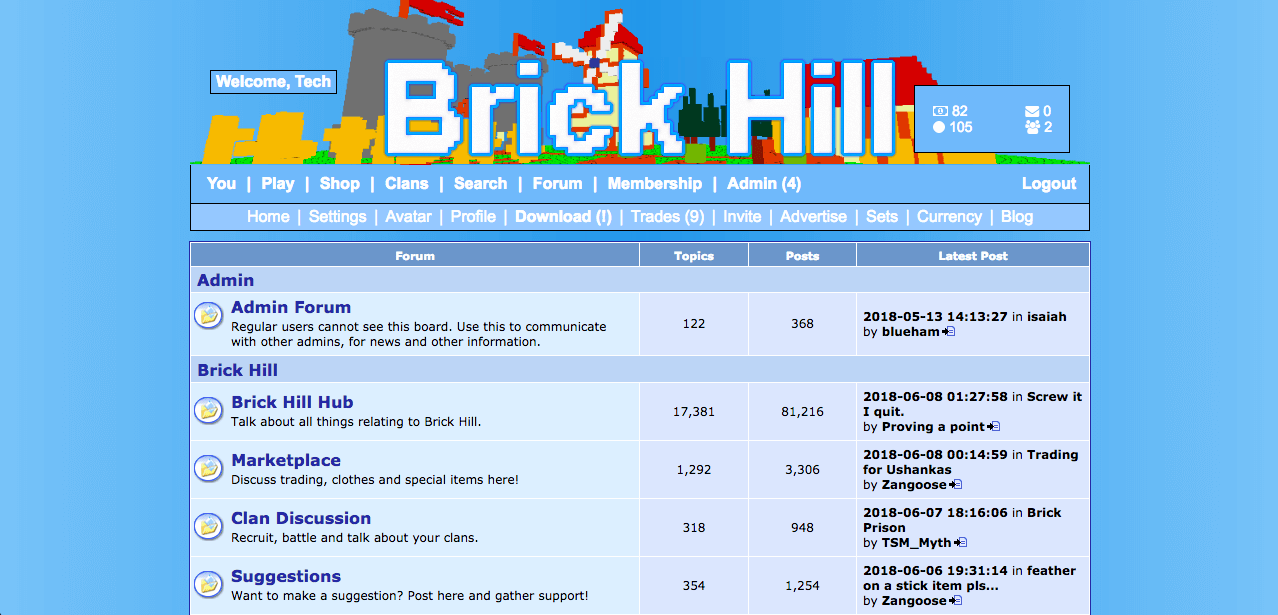 Brick Hill
Welcome, Tech
82
0
105
2
You | Play | Shop | Clans | Search | Forum | Membership | Admin (4)
Logout
Home | Settings | Avatar | Profile | Download (!) | Trades (9) | Invite | Advertise | Sets | Currency | Blog
Forum
Topics
Posts
Latest Post
Admin
Admin Forum
Regular users cannot see this board. Use this to communicate
with other admins, for news and other information.
122
368
2018-05-13 14:13:27 in isaiah
by blueham
Brick Hill
Brick Hill Hub
Talk about all things relating to Brick Hill.
17,381
81,216
2018-06-08 01:27:58 in Screw it
I quit.
by Proving a point
Marketplace
Discuss trading, clothes and special items here!
1,292
3,306
2018-06-08 00:14:59 in Trading
for Ushankas
by Zangoose
Clan Discussion
Recruit, battle and talk about your clans.
318
948
2018-06-07 18:16:06 in Brick
Prison
by TSM_Myth
Suggestions
Want to make a suggestion? Post here and gather support!
354
1,254
2018-06-06 19:31:14 in feather
on a stick item pls...
by Zangoose